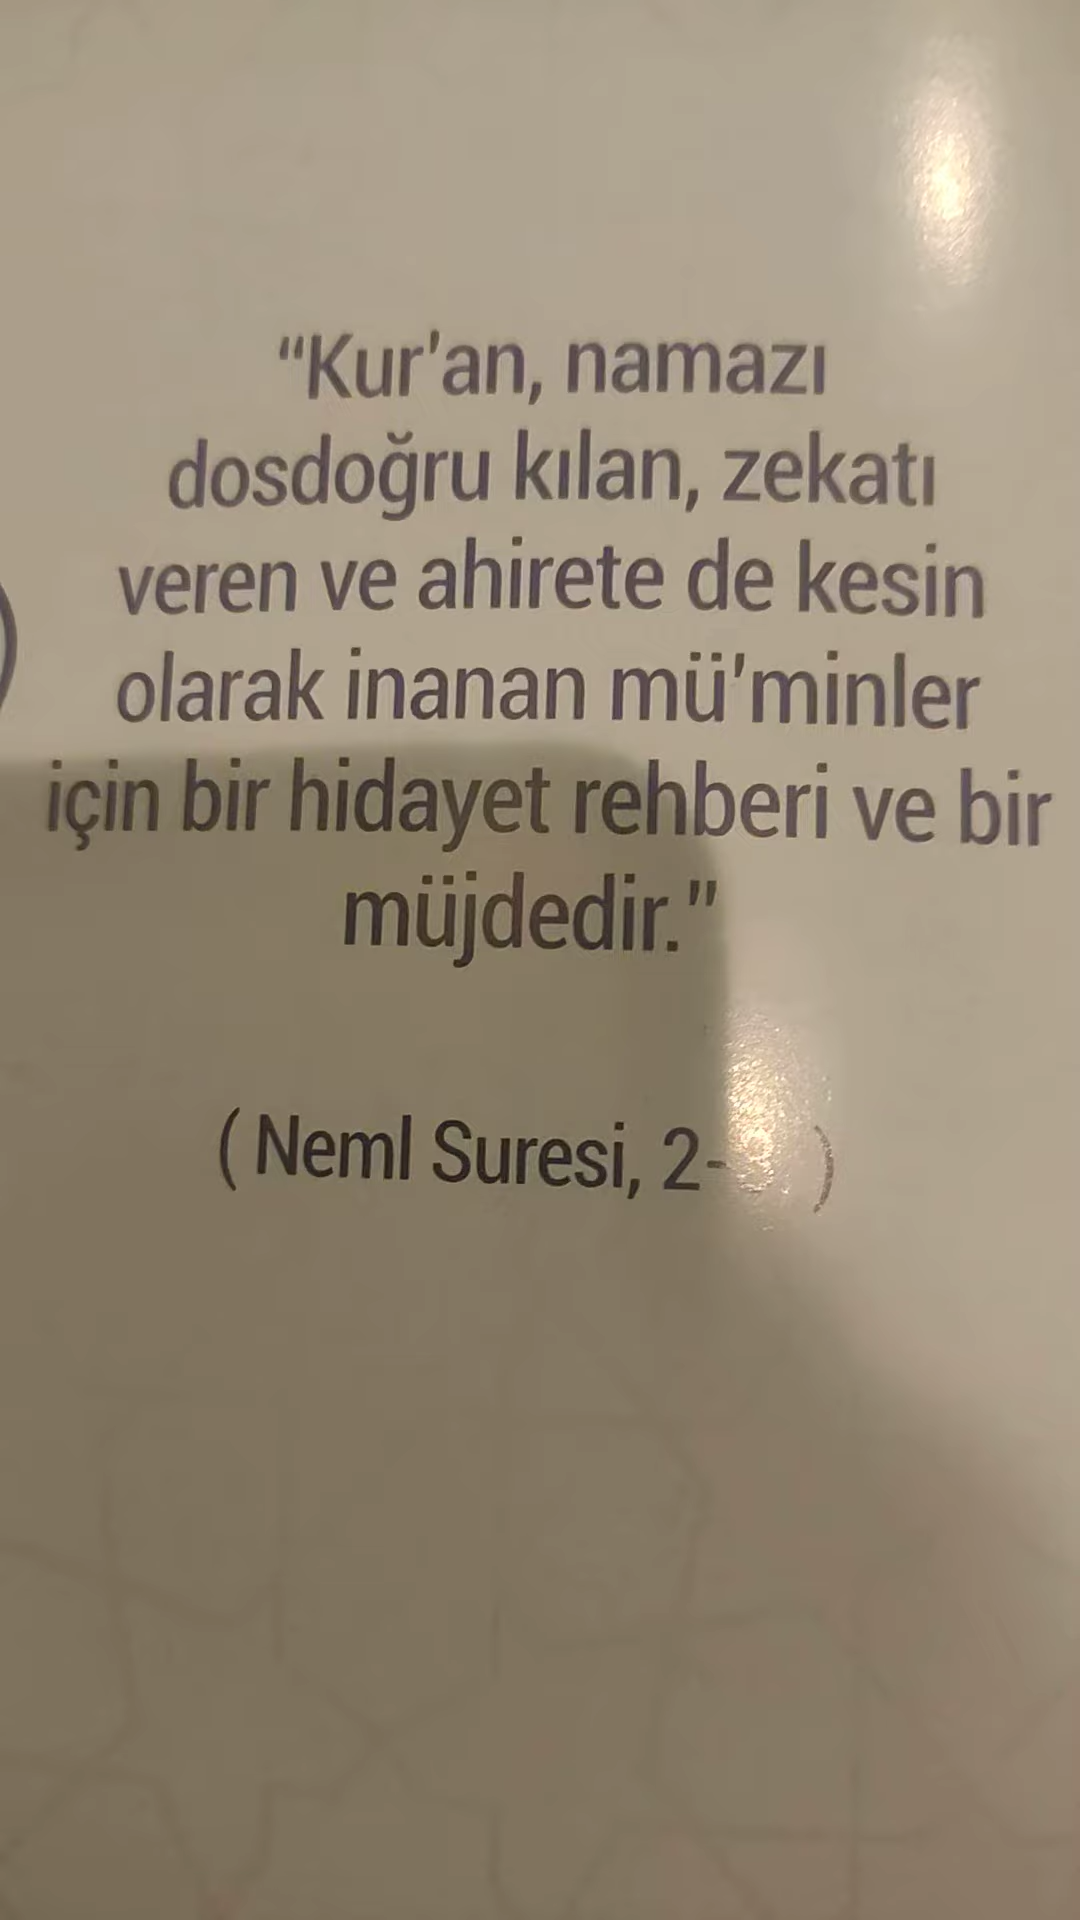 “Kur'an, namazı
dosdoğru kılan, zekatı
veren ve ahirete de kesin
olarak inanan mü'minler
için bir hidayet rehberi ve bir
müjdedir.”
( Neml Suresi, 2- )